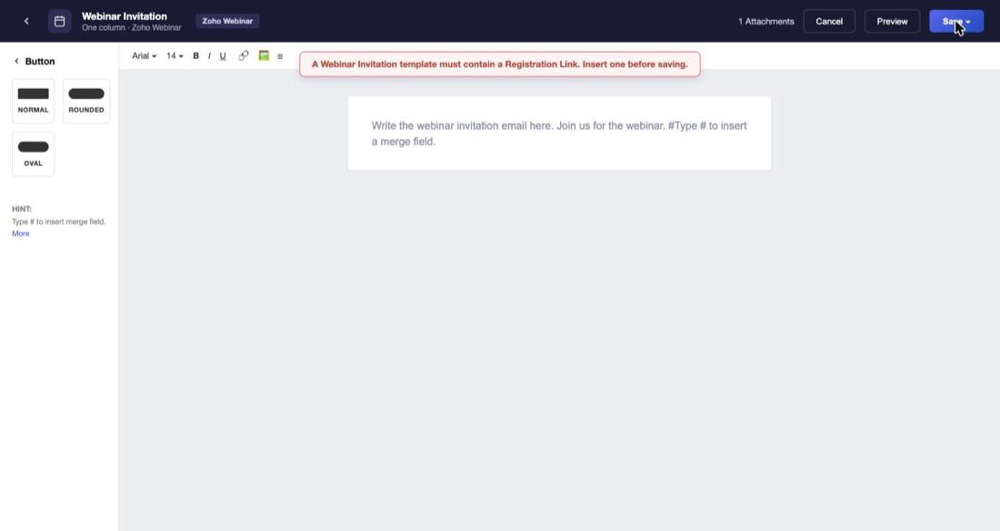 Webinar Invitation
One column · Zoho Webinar
Zoho Webinar
1 Attachments
Cancel
Preview
Save
Button
NORMAL
ROUNDED
OVAL
HINT:
Type # to insert merge field.
More
Arial
14
B
I
U
A Webinar Invitation template must contain a Registration Link. Insert one before saving.
Write the webinar invitation email here. Join us for the webinar. #Type # to insert
a merge field.